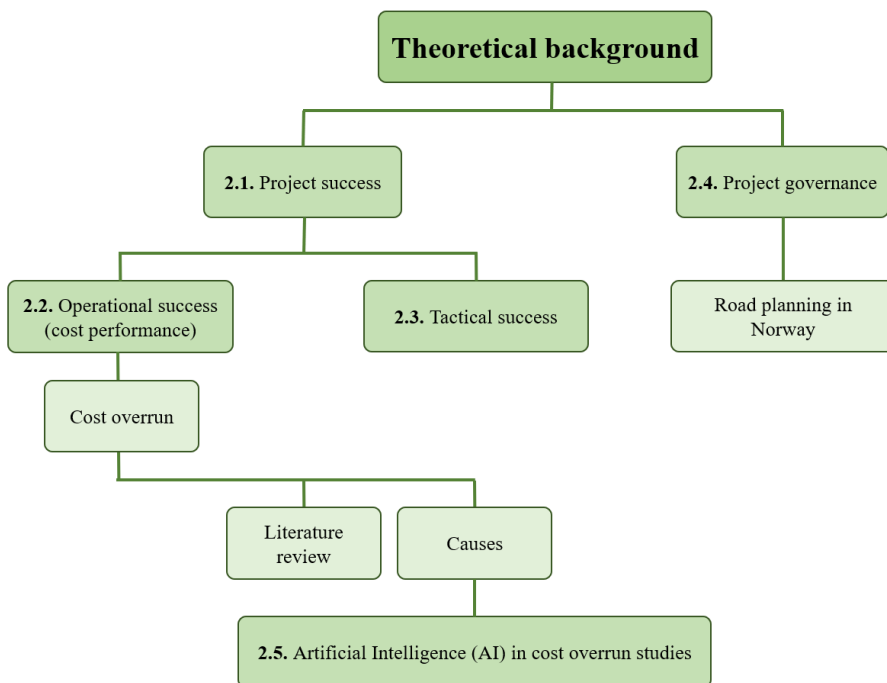 Theoretical background
2.1. Project success
2.4. Project governance
2.2. Operational success
(cost performance)
2.3. Tactical success
Road planning in
Norway
Cost overrun
Literature
review
Causes
2.5. Artificial Intelligence (AI) in cost overrun studies